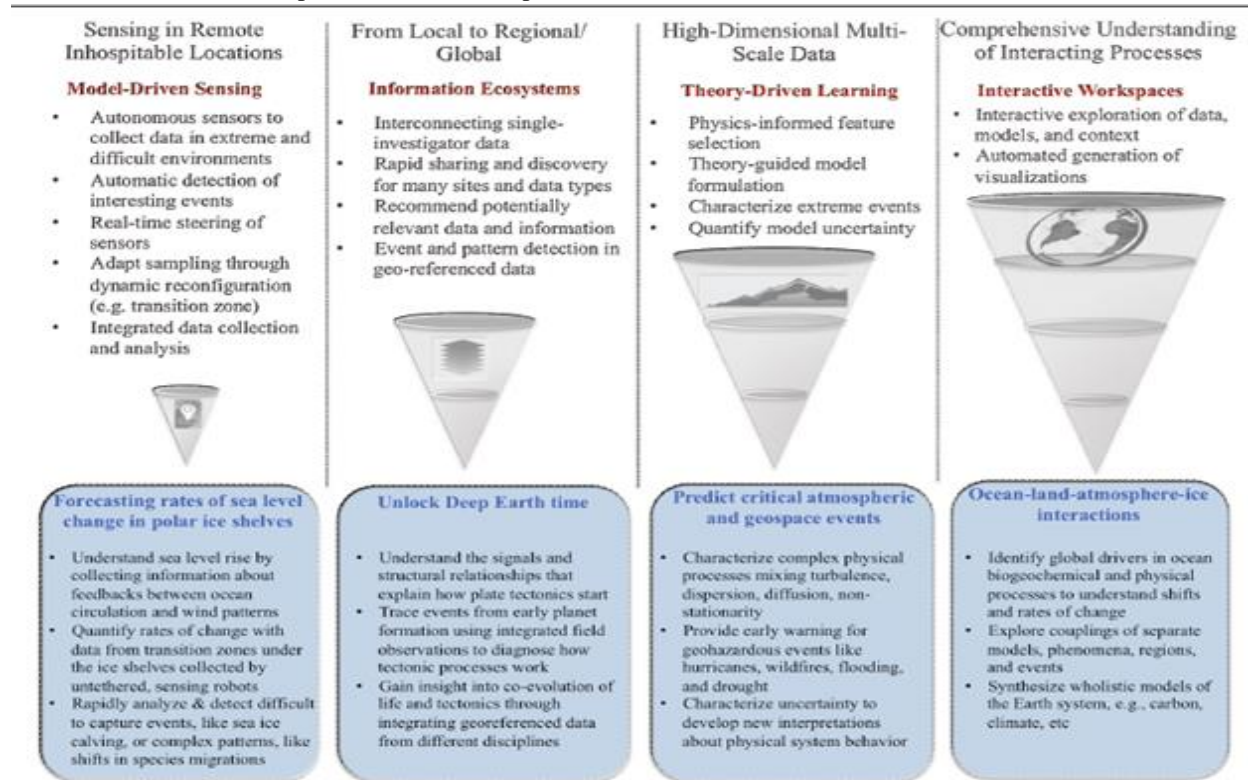 Sensing in Remote
Inhospitable Locations
Model-Driven Sensing
• Autonomous sensors to
collect data in extreme and
difficult environments
• Automatic detection of
interesting events
• Real-time steering of
sensors
• Adapt sampling through
dynamic reconfiguration
(e.g. transition zone)
• Integrated data collection
and analysis
Forecasting rates of sea level
change in polar ice shelves
• Understand sea level rise by
collecting information about
feedbacks between ocean
circulation and wind patterns
• Quantify rates of change with
data from transition zones under
the ice shelves collected by
untethered, sensing robots
• Rapidly analyze & detect difficult
to capture events, like sea ice
calving, or complex patterns, like
shifts in species migrations
From Local to Regional/
Global
Information Ecosystems
• Interconnecting single-
investigator data
• Rapid sharing and discovery
for many sites and data types
• Recommend potentially
relevant data and information
• Event and pattern detection in
geo-referenced data
Unlock Deep Earth time
• Understand the signals and
structural relationships that
explain how plate tectonics start
• Trace events from early planet
formation using integrated field
observations to diagnose how
tectonic processes work
• Gain insight into co-evolution of
life and tectonics through
integrating georeferenced data
from different disciplines
High-Dimensional Multi-
Scale Data
Theory-Driven Learning
• Physics-informed feature
selection
• Theory-guided model
formulation
• Characterize extreme events
• Quantify model uncertainty
Predict critical atmospheric
and geospace events
• Characterize complex physical
processes mixing turbulence,
dispersion, diffusion, non-
stationarity
• Provide early warning for
geohazardous events like
hurricanes, wildfires, flooding,
and drought
• Characterize uncertainty to
develop new interpretations
about physical system behavior
Comprehensive Understanding
of Interacting Processes
Interactive Workspaces
• Interactive exploration of data,
models, and context
• Automated generation of
visualizations
Ocean-land-atmosphere-ice
interactions
• Identify global drivers in ocean
biogeochemical and physical
processes to understand shifts
and rates of change
• Explore couplings of separate
models, phenomena, regions,
and events
• Synthesize wholistic models of
the Earth system, e.g., carbon,
climate, etc